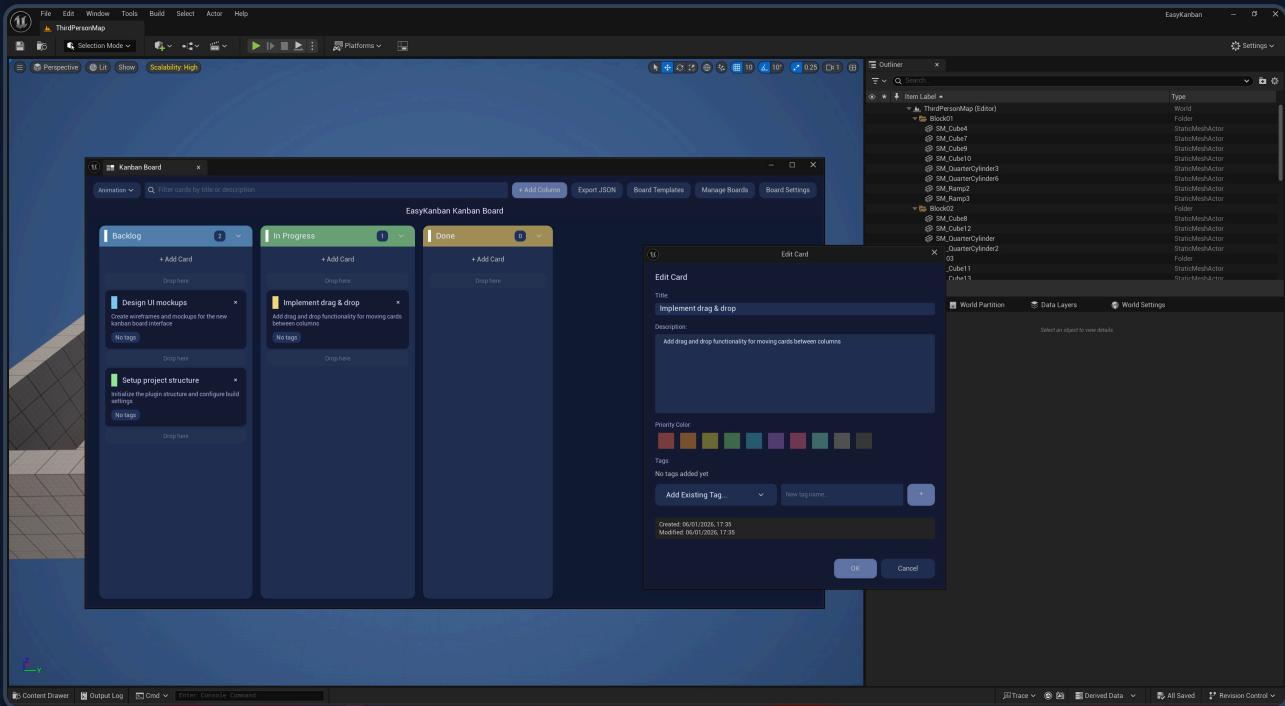 File Edit Window Tools Build Select Actor Help
EasyKanban
ThirdPersonMap
Selection Mode
Platforms
Settings
Perspective Lit Show Scalability: High
10 10° 0.25 1
Outliner
Search...
Item Label Type
ThirdPersonMap (Editor) World
Block01 Folder
SM_Cube4 StaticMeshActor
SM_Cube7 StaticMeshActor
SM_Cube9 StaticMeshActor
SM_Cube10 StaticMeshActor
SM_QuarterCylinder3 StaticMeshActor
SM_QuarterCylinder6 StaticMeshActor
SM_Ramp2 StaticMeshActor
SM_Ramp3 StaticMeshActor
Block02 Folder
SM_Cube8 StaticMeshActor
SM_Cube12 StaticMeshActor
SM_QuarterCylinder StaticMeshActor
_QuarterCylinder2 StaticMeshActor
03 Folder
_Cube11 StaticMeshActor
_Cube13 StaticMeshActor
World Partition Data Layers World Settings
Select an object to view details.
Kanban Board
Animation
Filter cards by title or description
+ Add Column Export JSON Board Templates Manage Boards Board Settings
EasyKanban Kanban Board
Backlog 2
+ Add Card
Drop here
Design UI mockups
Create wireframes and mockups for the new
kanban board interface
No tags
Drop here
Setup project structure
Initialize the plugin structure and configure build
settings
No tags
Drop here
In Progress 1
+ Add Card
Drop here
Implement drag & drop
Add drag and drop functionality for moving cards
between columns
No tags
Drop here
Done 0
+ Add Card
Drop here
Edit Card
Edit Card
Title:
Implement drag & drop
Description:
Add drag and drop functionality for moving cards between columns
Priority Color:
Tags:
No tags added yet
Add Existing Tag...
New tag name...
+
Created: 06/01/2026, 17:35
Modified: 06/01/2026, 17:35
OK Cancel
Y
Content Drawer Output Log Cmd Enter Console Command
Trace Derived Data All Saved Revision Control